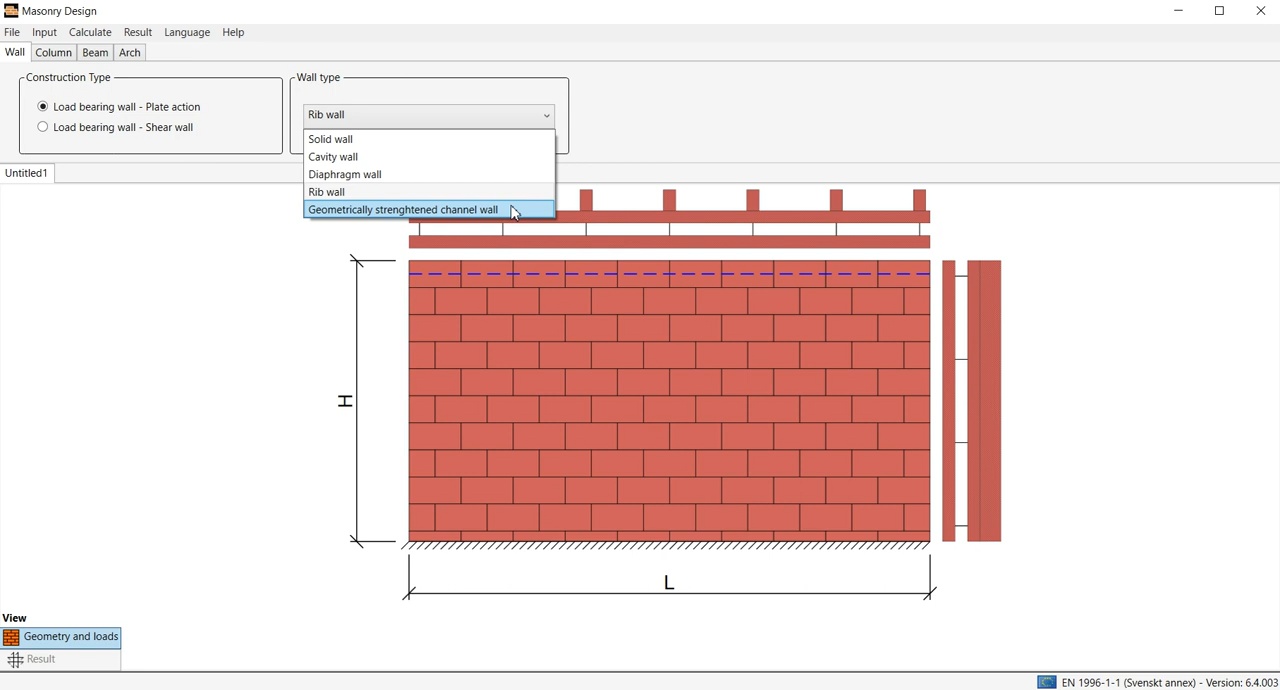 Masonry Design
File Input Calculate Result Language Help
Wall Column Beam Arch
Construction Type
Load bearing wall - Plate action
Load bearing wall - Shear wall
Wall type
Rib wall
Solid wall
Cavity wall
Diaphragm wall
Rib wall
Geometrically strenghtened channel wall
Untitled1
H
L
View
Geometry and loads
Result
EN 1996-1-1 (Svenskt annex) - Version: 6.4.003